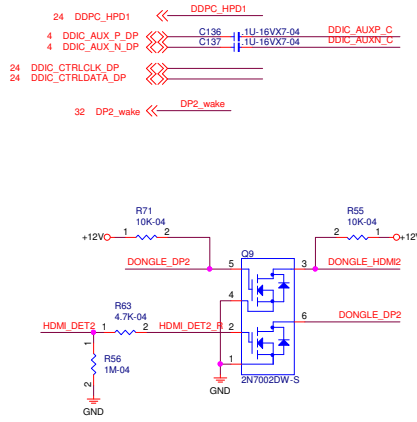 24 DDPC_HPD1 DDPC_HPD1
4 DDIC_AUX_P_DP C136 .1U-16VX7-04 DDIC_AUXP_C
4 DDIC_AUX_N_DP C137 .1U-16VX7-04 DDIC_AUXN_C
24 DDIC_CTRLCLK_DP
24 DDIC_CTRLDATA_DP
32 DP2_wake DP2_wake
R71
10K-04
R55
10K-04
+12V 1 2
2 1 +12V
Q9
DONGLE_DP2 5 3 DONGLE_HDMI2
4
R63
4.7K-04
6 DONGLE_DP2
HDMI_DET2 1 2 HDMI_DET2_R 2
1
1
R56
1M-04
2
2N7002DW-S
GND
GND